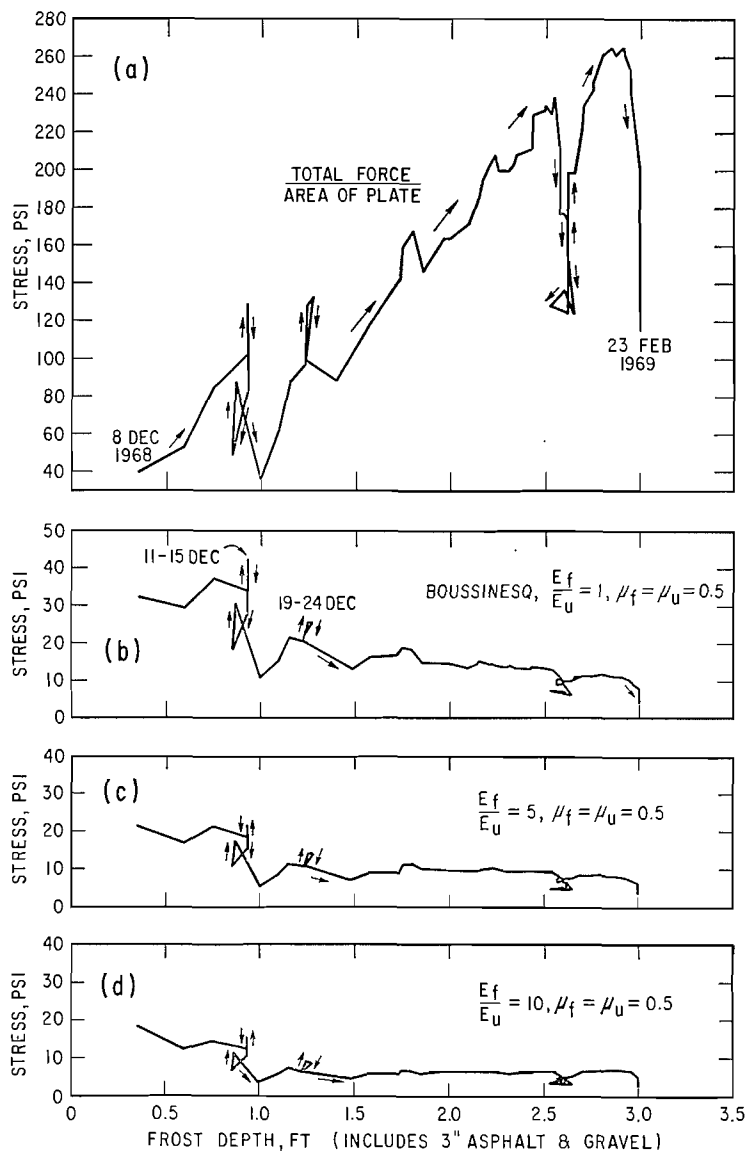 280
260
240
220
200
180
160
140
120
100
80
60
40
STRESS, PSI
(a)
TOTAL FORCE
AREA OF PLATE
8 DEC
1968
23 FEB
1969
50
40
30
20
10
0
STRESS, PSI
(b)
11-15 DEC
19-24 DEC
BOUSSINESQ, Ef/Eu = 1, μf = μu = 0.5
40
30
20
10
0
STRESS, PSI
(c)
Ef/Eu = 5, μf = μu = 0.5
40
30
20
10
0
STRESS, PSI
(d)
Ef/Eu = 10, μf = μu = 0.5
0 0.5 1.0 1.5 2.0 2.5 3.0 3.5
FROST DEPTH, FT (INCLUDES 3" ASPHALT & GRAVEL)